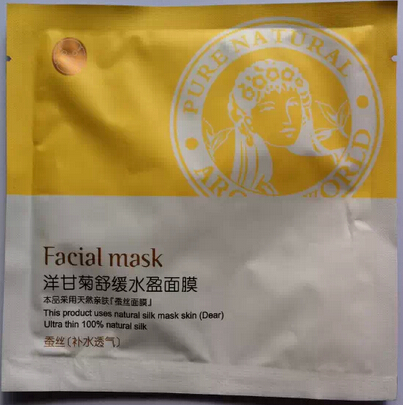 PURE NATURAL
WORLD
Facial mask
洋甘菊舒缓水盈面膜
本品采用天然亲肤「蚕丝面膜」
This product uses natural silk mask skin (Dear)
Ultra thin 100% natural silk
蚕丝（补水透气）